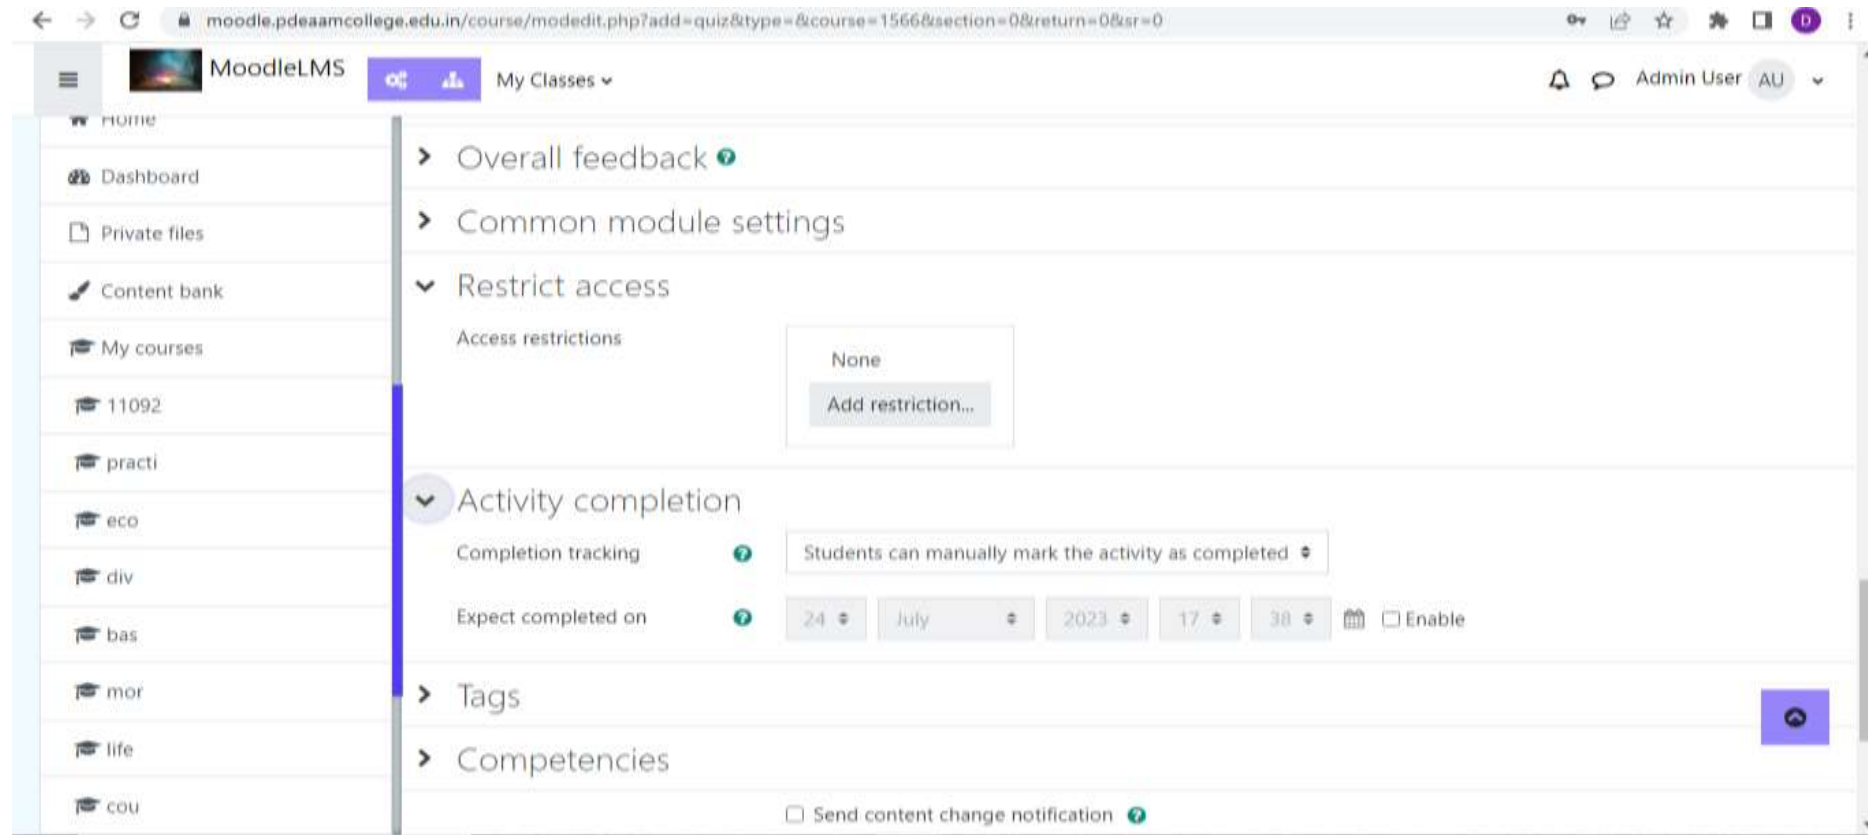 moodle.pdeaamcollege.edu.in/course/modedit.php?add=quiz&type=&course=1566&section=0&return=0&sr=0
D
MoodleLMS
My Classes
Admin User AU
Home
Dashboard
Private files
Content bank
My courses
11092
practi
eco
div
bas
mor
life
cou
Overall feedback ?
Common module settings
Restrict access
Access restrictions
None
Add restriction...
Activity completion
Completion tracking ? Students can manually mark the activity as completed
Expect completed on ? 24 July 2023 17 38 Enable
Tags
Competencies
Send content change notification ?